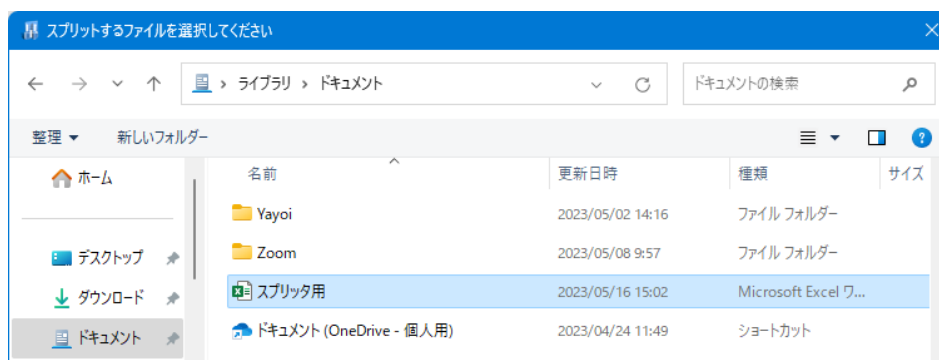 スプリットするファイルを選択してください
ライブラリ › ドキュメント
ドキュメントの検索
整理 新しいフォルダー
ホーム
デスクトップ
ダウンロード
ドキュメント
名前 更新日時 種類 サイズ
Yayoi 2023/05/02 14:16 ファイル フォルダー
Zoom 2023/05/08 9:57 ファイル フォルダー
スプリッタ用 2023/05/16 15:02 Microsoft Excel ワ...
ドキュメント (OneDrive - 個人用) 2023/04/24 11:49 ショートカット